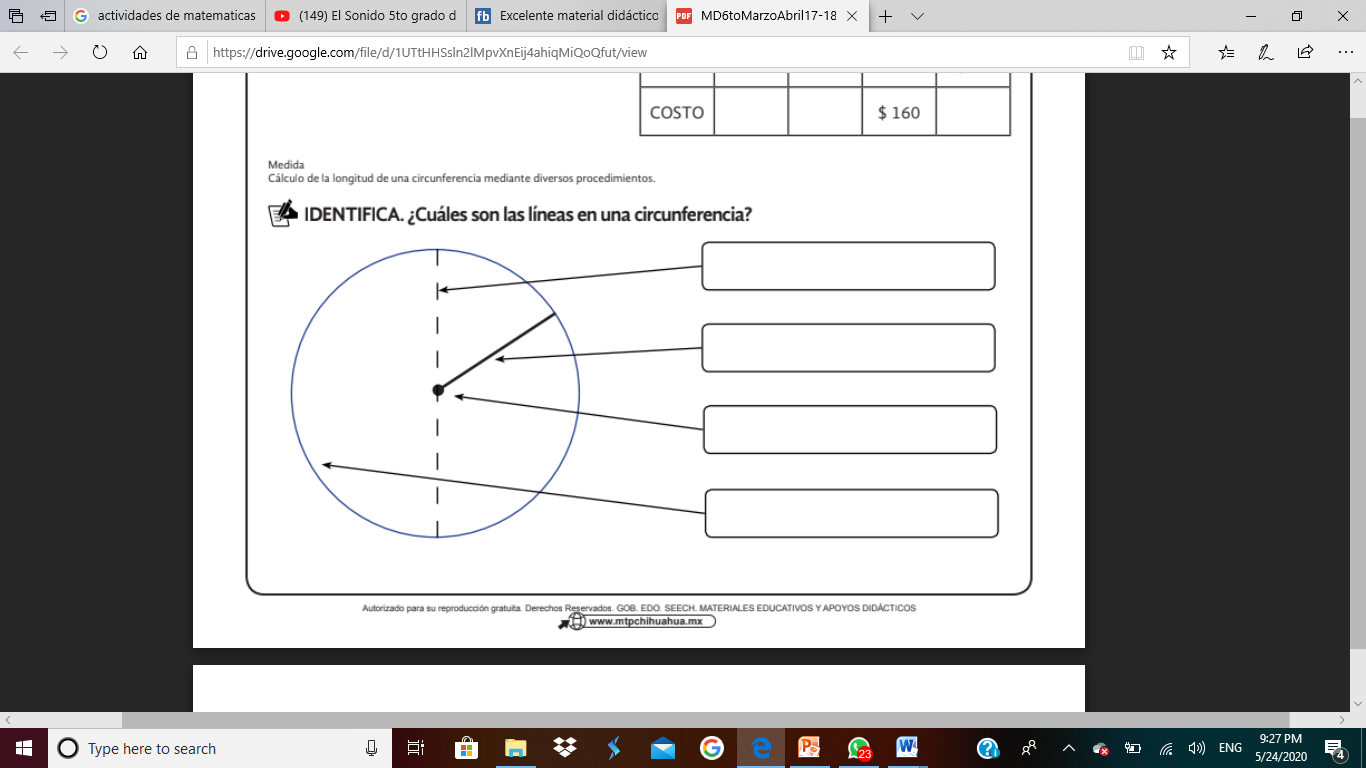 actividades de matematicas
(149) El Sonido 5to grado d
Excelente material didáctico
MD6toMarzoAbril17-18
https://drive.google.com/file/d/1UTtHHSsln2lMpvXnEij4ahiqMiQoQfut/view
COSTO $ 160
Medida
Cálculo de la longitud de una circunferencia mediante diversos procedimientos.
IDENTIFICA. ¿Cuáles son las líneas en una circunferencia?
Autorizado para su reproducción gratuita. Derechos Reservados. GOB. EDO. SEECH. MATERIALES EDUCATIVOS Y APOYOS DIDÁCTICOS
www.mtpchihuahua.mx
Type here to search
23
ENG
9:27 PM
5/24/2020
4